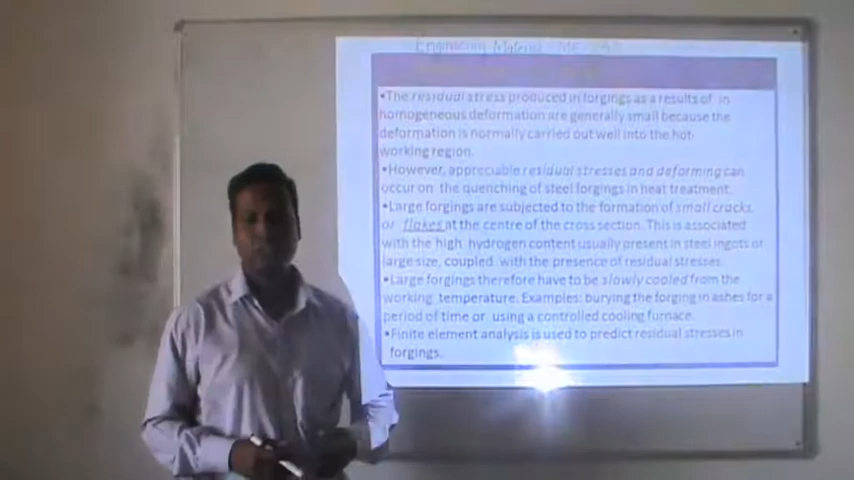 Engineering Material ME
•The residual stress produced in forgings as a results of in
homogeneous deformation are generally small because the
deformation is normally carried out well into the hot-
working region.
•However, appreciable residual stresses and deforming can
occur on the quenching of steel forgings in heat treatment.
•Large forgings are subjected to the formation of small cracks,
or flakes at the centre of the cross section. This is associated
with the high hydrogen content usually present in steel ingots or
large size, coupled with the presence of residual stresses.
•Large forgings therefore have to be slowly cooled from the
working temperature. Examples: burying the forging in ashes for a
period of time or using a controlled cooling furnace.
•Finite element analysis is used to predict residual stresses in
forgings.